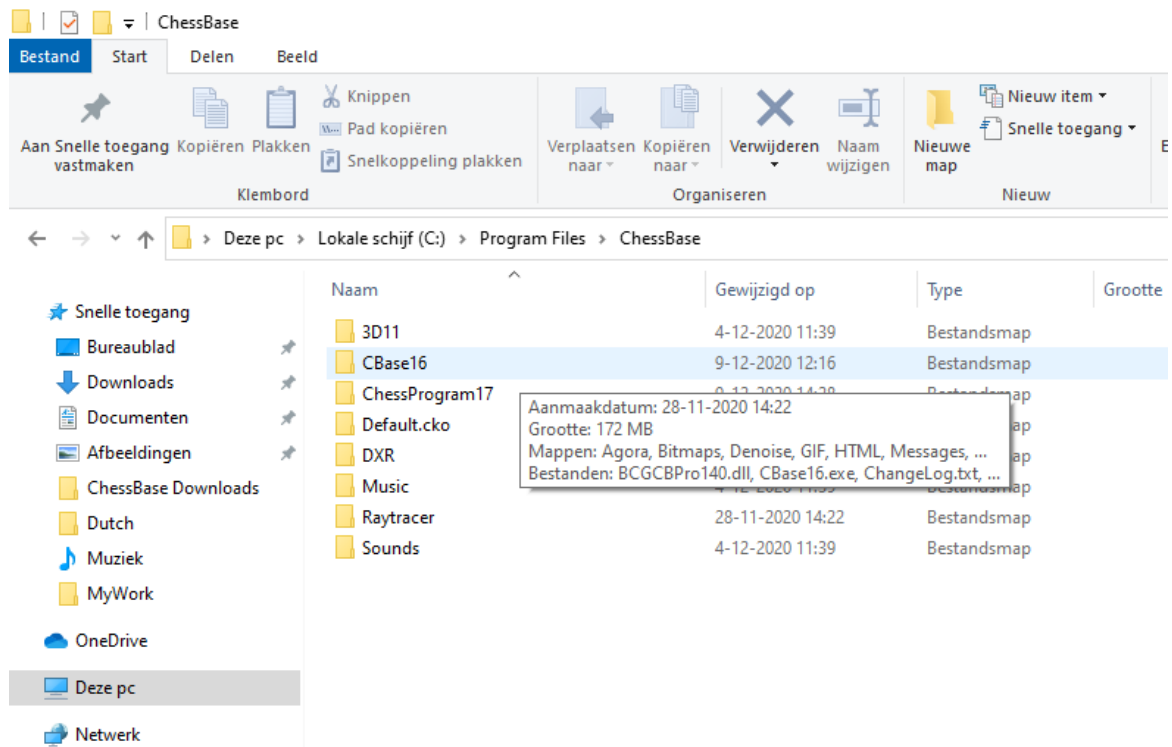 ChessBase
Bestand Start Delen Beeld
Aan Snelle toegang vastmaken
Kopiëren
Plakken
Knippen
Pad kopiëren
Snelkoppeling plakken
Klembord
Verplaatsen naar
Kopiëren naar
Verwijderen
Naam wijzigen
Organiseren
Nieuwe map
Nieuw item
Snelle toegang
Nieuw
Deze pc > Lokale schijf (C:) > Program Files > ChessBase
Snelle toegang
Bureaublad
Downloads
Documenten
Afbeeldingen
ChessBase Downloads
Dutch
Muziek
MyWork
OneDrive
Deze pc
Netwerk
Naam Gewijzigd op Type Grootte
3D11 4-12-2020 11:39 Bestandsmap
CBase16 9-12-2020 12:16 Bestandsmap
ChessProgram17
Default.cko
DXR
Music
Raytracer 28-11-2020 14:22 Bestandsmap
Sounds 4-12-2020 11:39 Bestandsmap
Aanmaakdatum: 28-11-2020 14:22
Grootte: 172 MB
Mappen: Agora, Bitmaps, Denoise, GIF, HTML, Messages, ...
Bestanden: BCGCBPro140.dll, CBase16.exe, ChangeLog.txt, ...